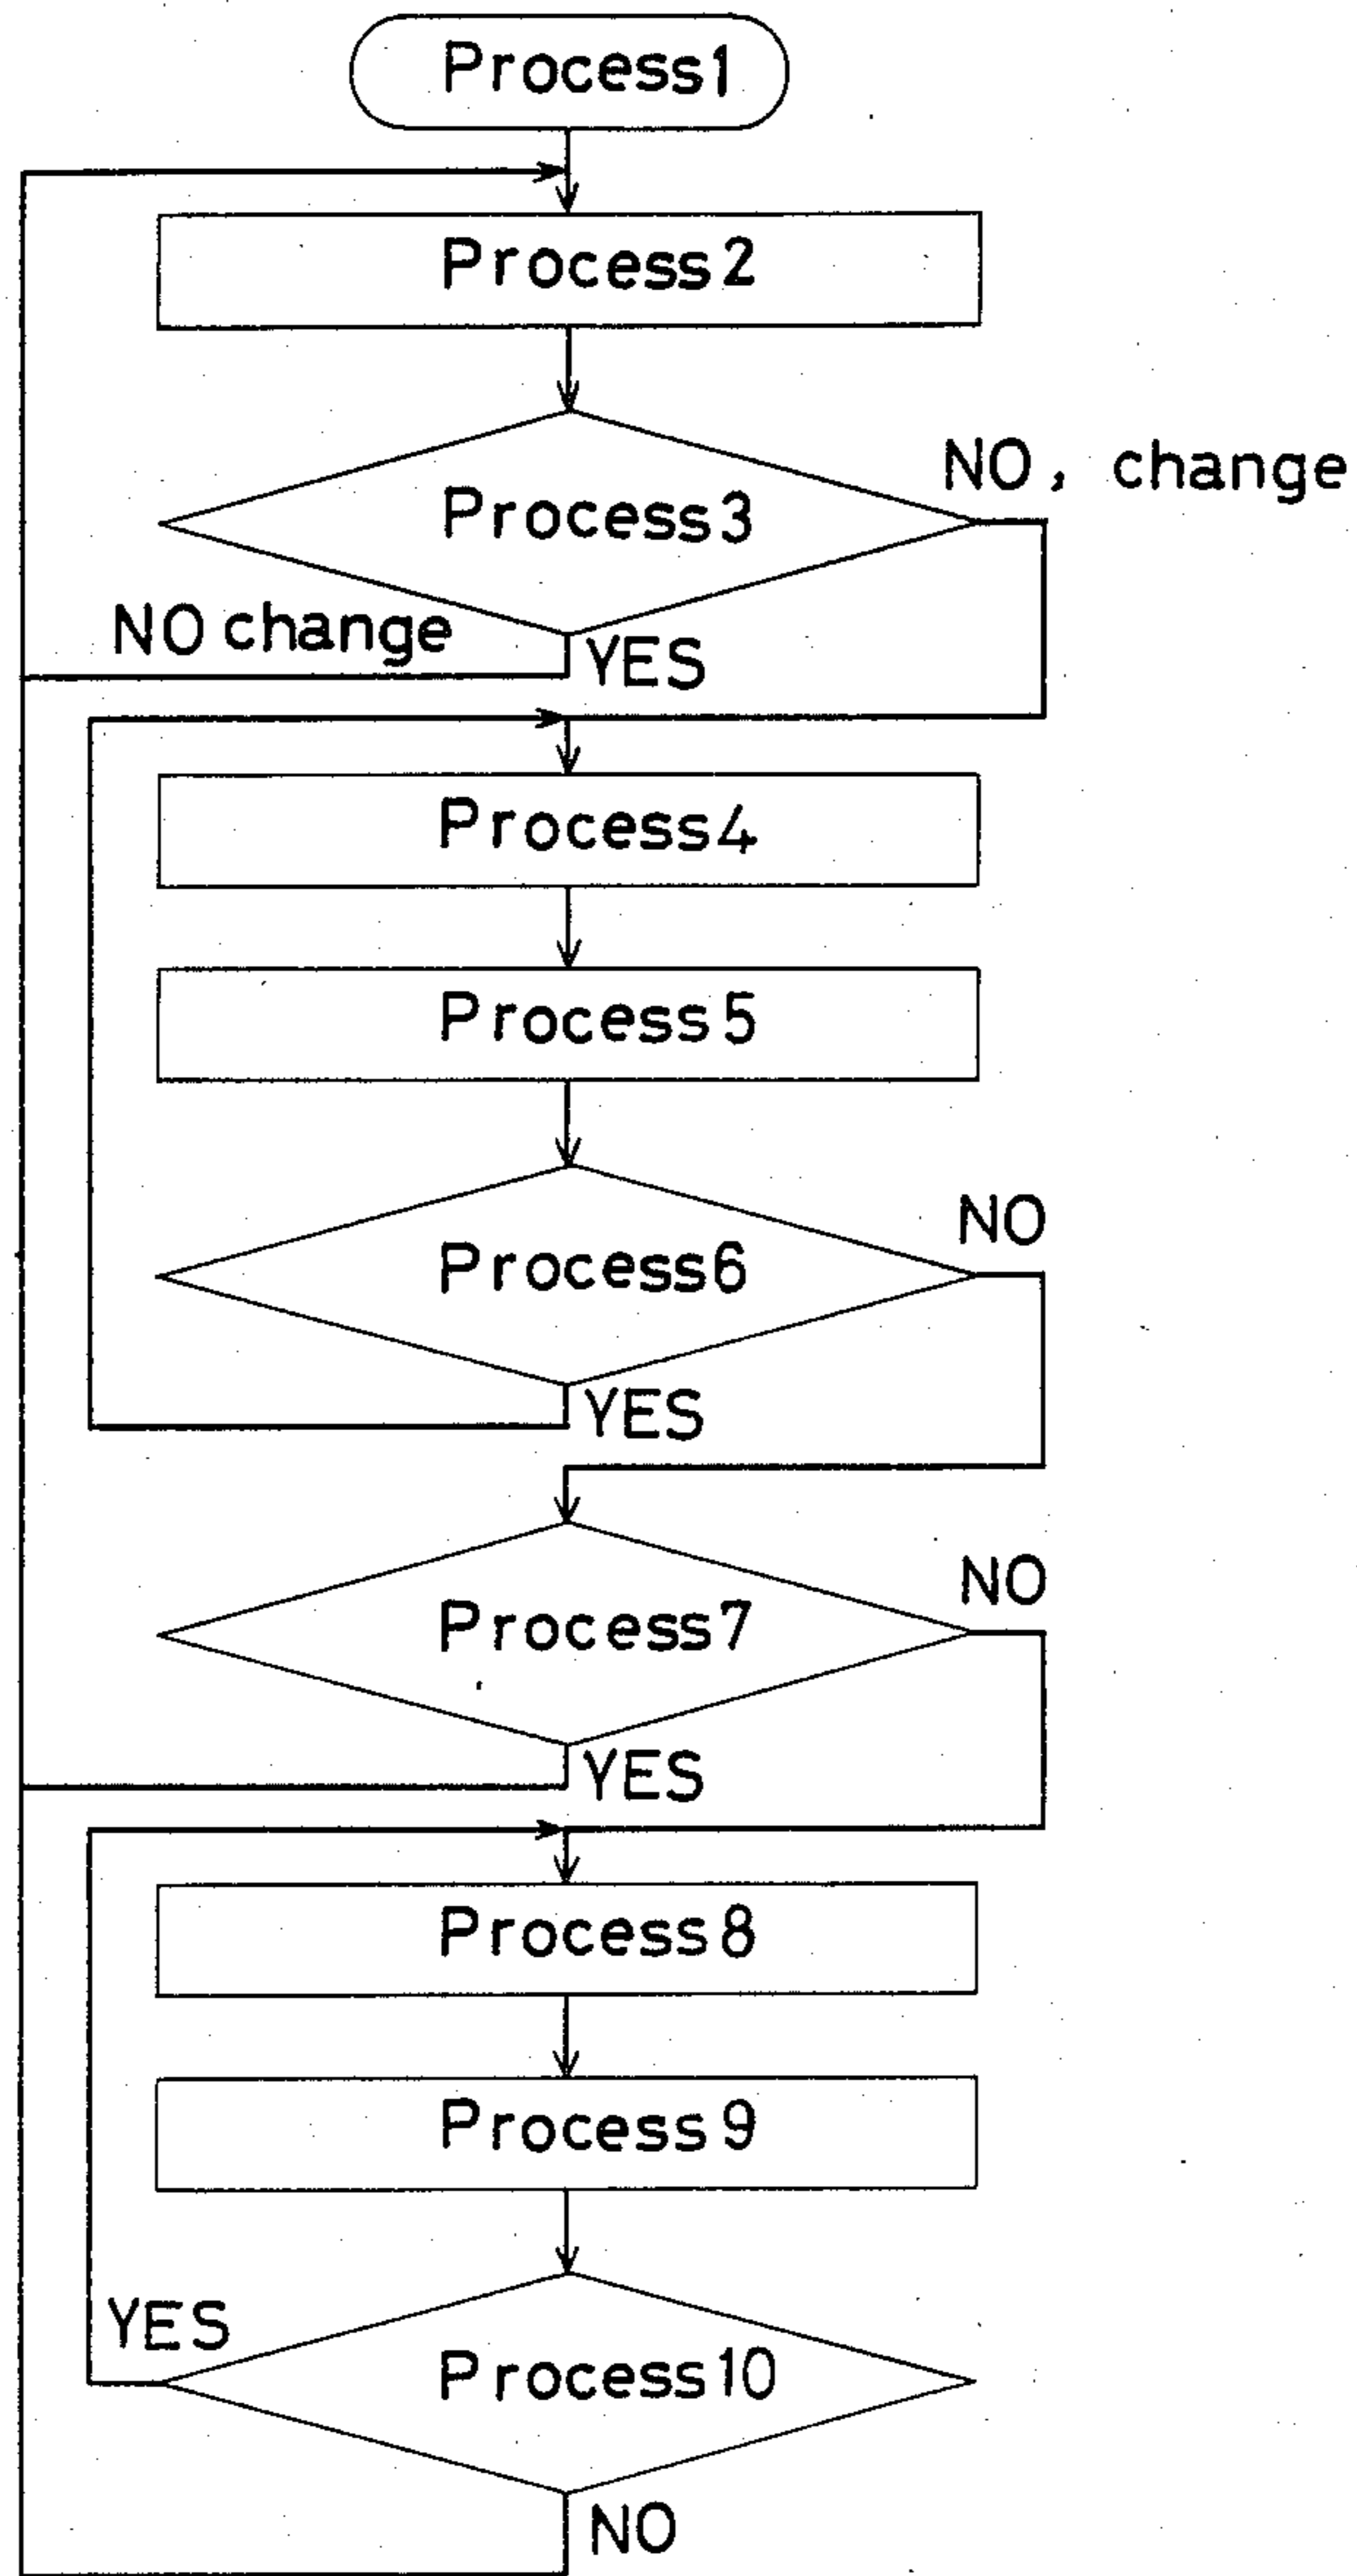 Process1
Process2
Process3
NO, change
NO change
YES
Process4
Process5
Process6
NO
YES
Process7
NO
YES
Process8
Process9
YES
Process10
NO